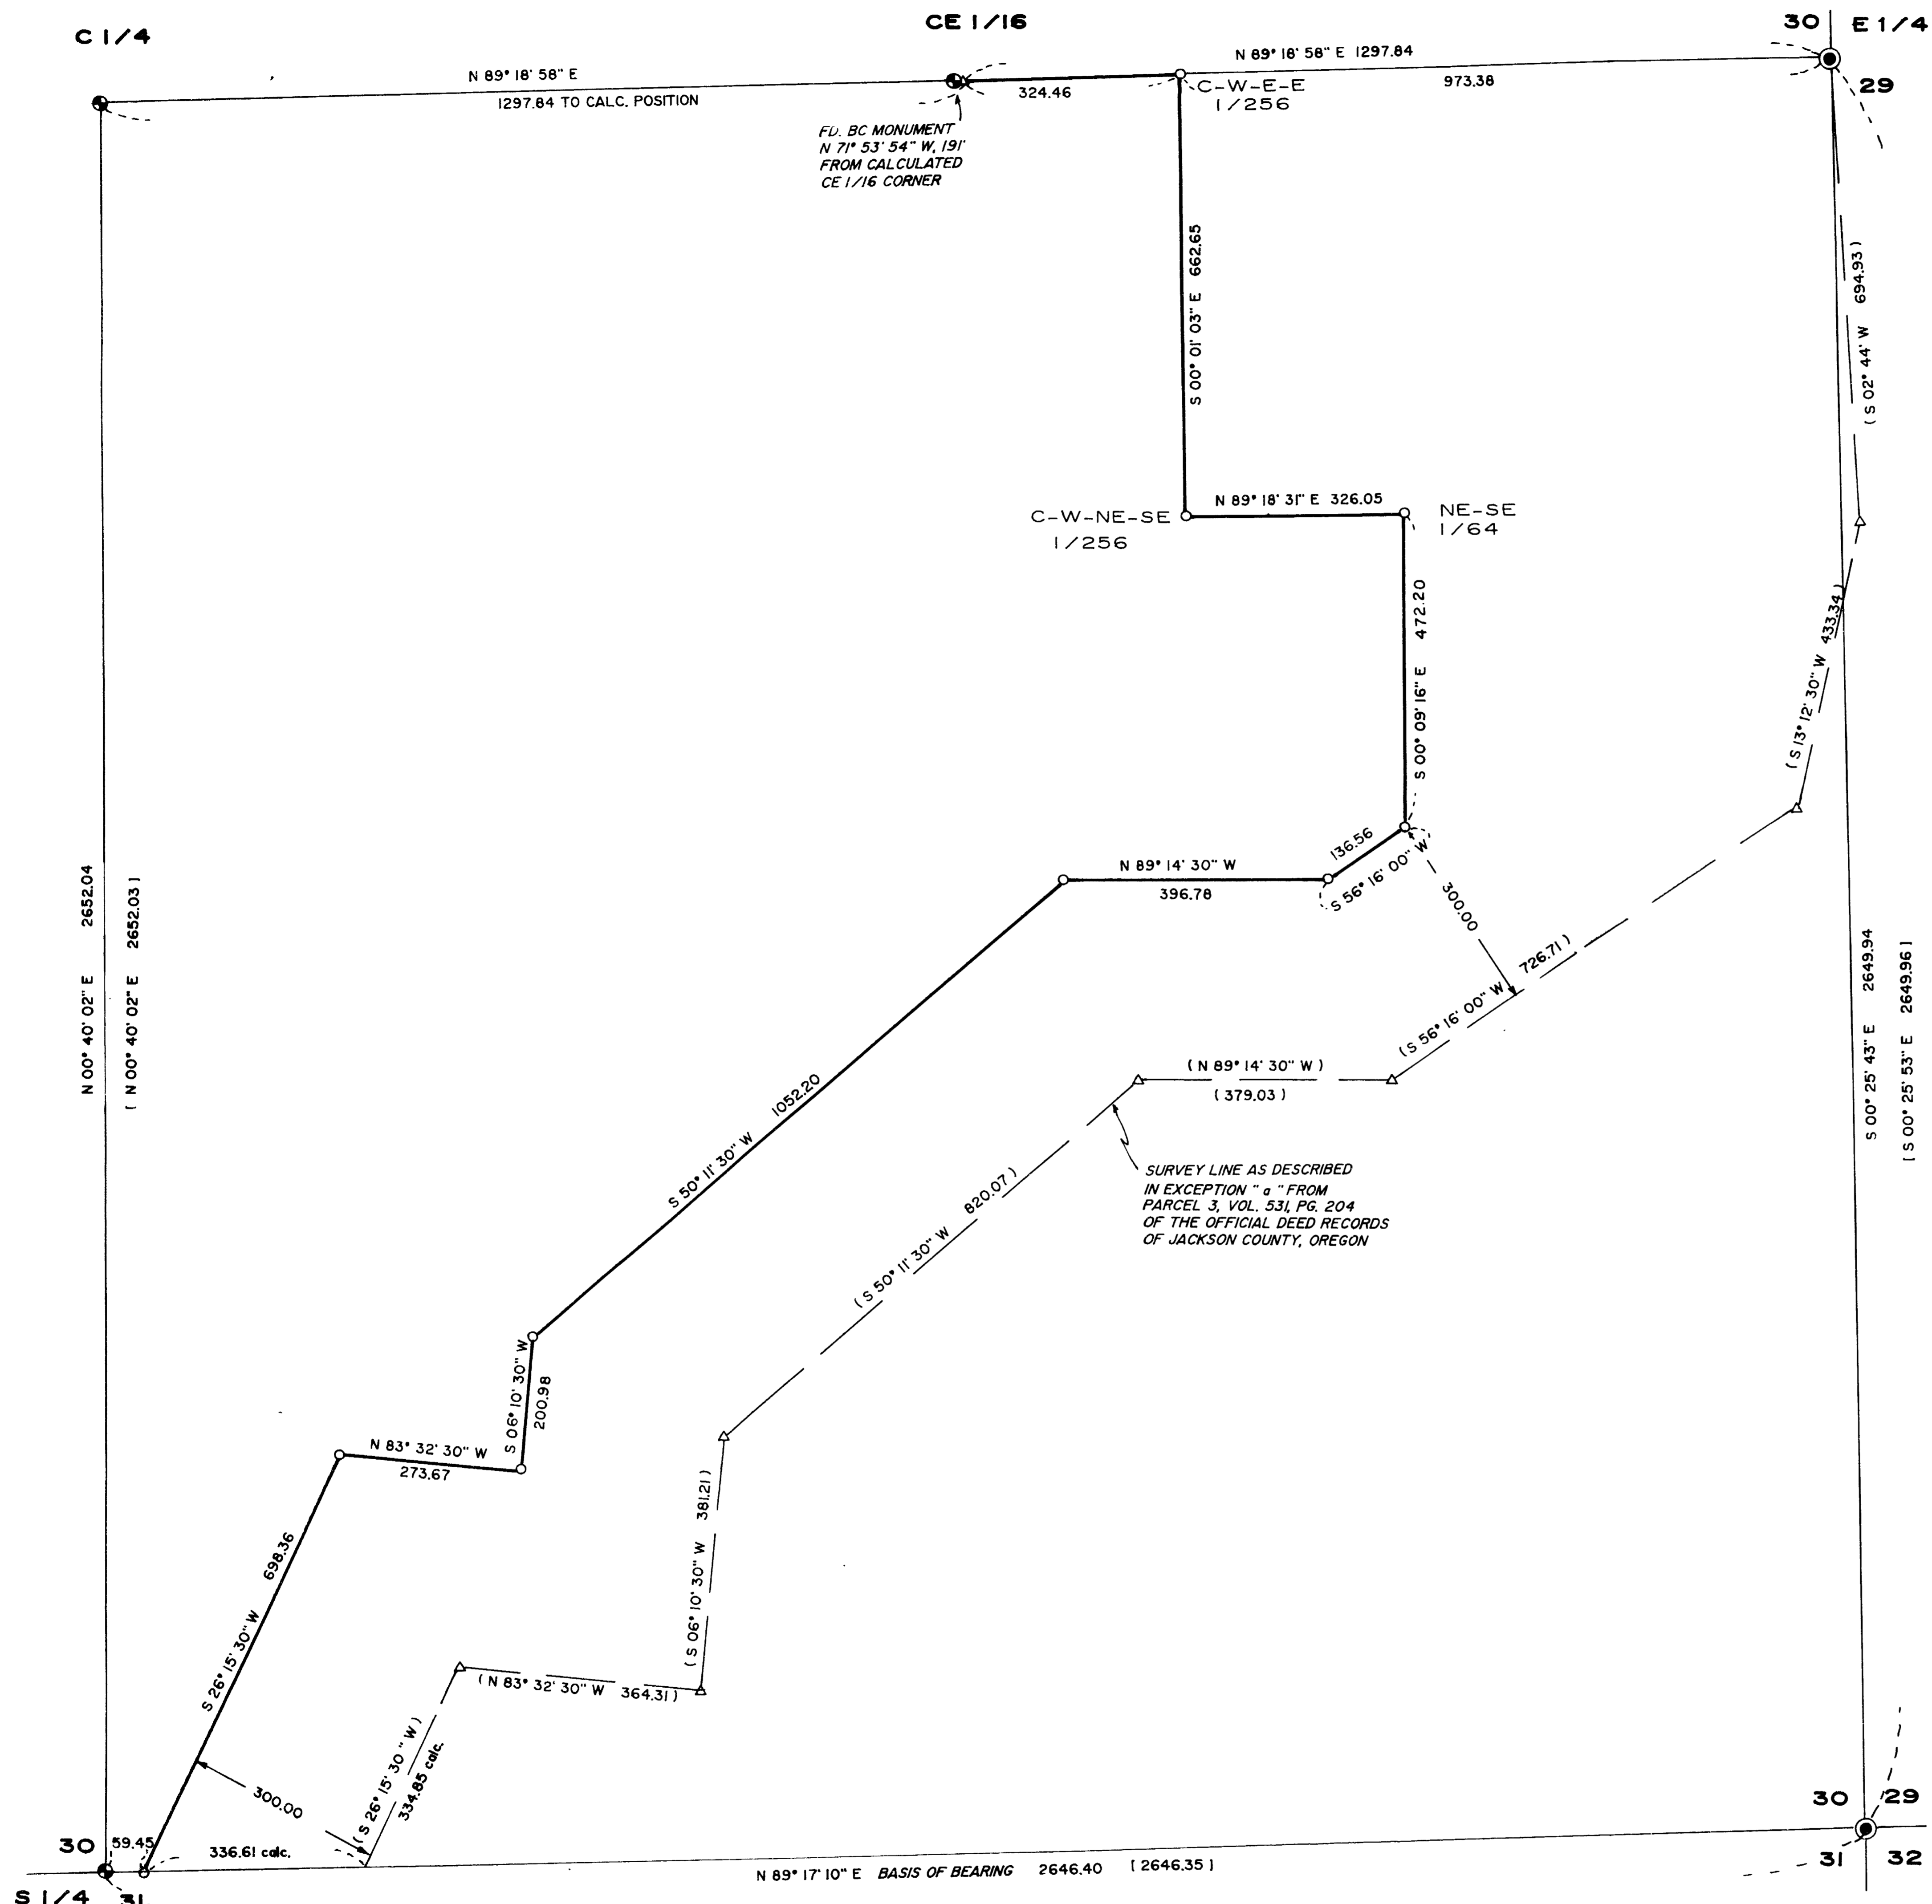 C 1/4
CE 1/16
30
E 1/4
29
N 89° 18' 58" E
1297.84 TO CALC. POSITION
N 89° 18' 58" E 1297.84
324.46
973.38
C-W-E-E
1/256
FD. BC MONUMENT
N 71° 53' 54" W, 1.91'
FROM CALCULATED
CE 1/16 CORNER
S 00° 01' 03" E 662.65
( S 02° 44' W 694.93 )
N 89° 18' 31" E 326.05
C-W-NE-SE
1/256
NE-SE
1/64
S 00° 09' 16" E 472.20
( S 13° 12' 30" W 433.34 )
136.56
S 56° 16' 00" W
N 89° 14' 30" W
396.78
300.00
( S 56° 16' 00" W 726.71 )
N 00° 40' 02" E 2652.04
[ N 00° 40' 02" E 2652.03 ]
S 00° 25' 43" E 2649.94
[ S 00° 25' 53" E 2649.96 ]
( N 89° 14' 30" W )
( 379.03 )
S 50° 11' 30" W 1052.20
SURVEY LINE AS DESCRIBED
IN EXCEPTION " a " FROM
PARCEL 3, VOL. 531, PG. 204
OF THE OFFICIAL DEED RECORDS
OF JACKSON COUNTY, OREGON
( S 50° 11' 30" W 820.07 )
S 06° 10' 30" W
200.98
N 83° 32' 30" W
273.67
( S 06° 10' 30" W 381.21 )
S 26° 15' 30" W 698.36
( N 83° 32' 30" W 364.31 )
( S 26° 15' 30 " W )
334.85 calc.
300.00
30
59.45
336.61 calc.
30
29
N 89° 17' 10" E BASIS OF BEARING 2646.40 [ 2646.35 ]
31
32
S 1/4
31